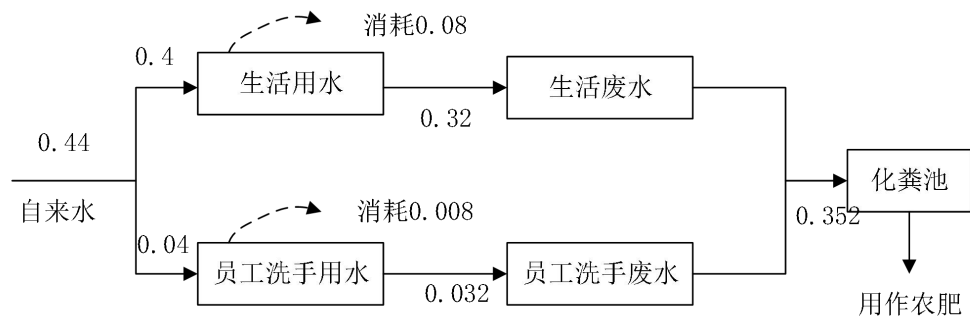 消耗0.08
0.4
生活用水
生活废水
0.32
0.44
自来水
化粪池
消耗0.008
0.352
0.04
员工洗手用水
员工洗手废水
0.032
用作农肥